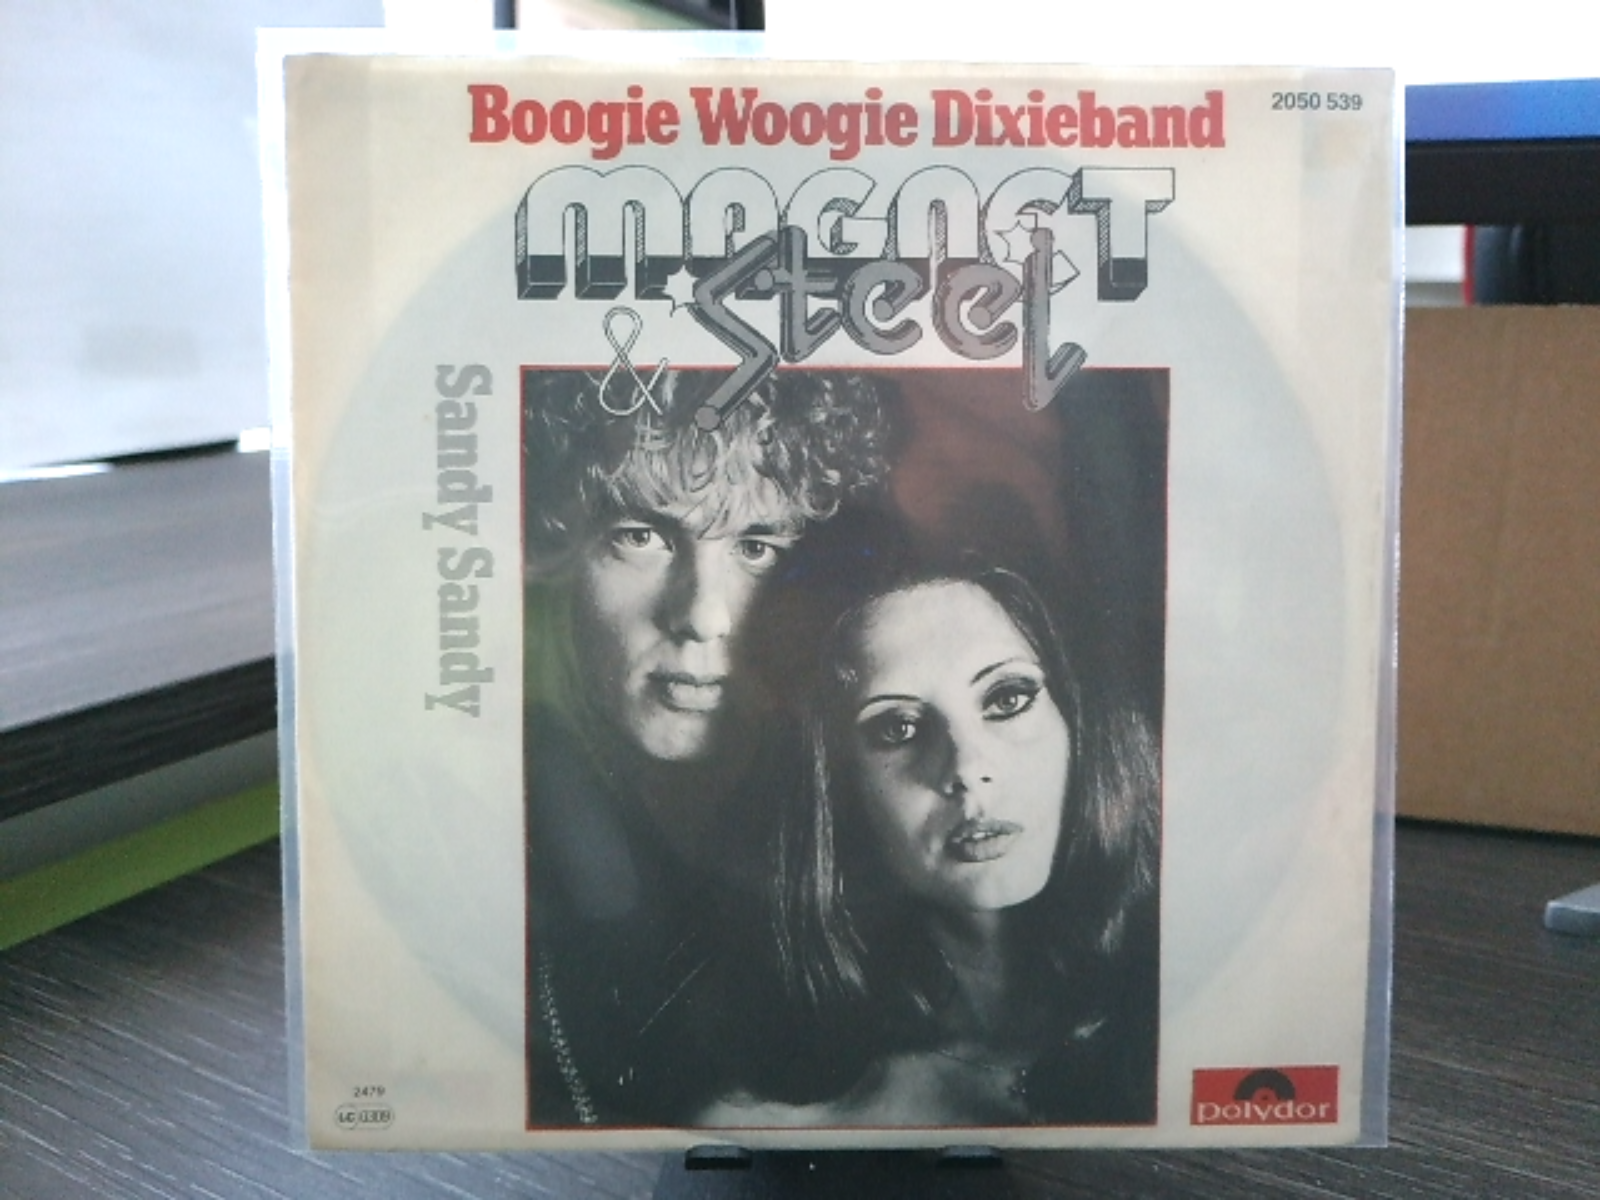 Boogie Woogie Dixieband
2050 539
MAGNET
& Steel
Sandy Sandy
2479
LC 0309
polydor